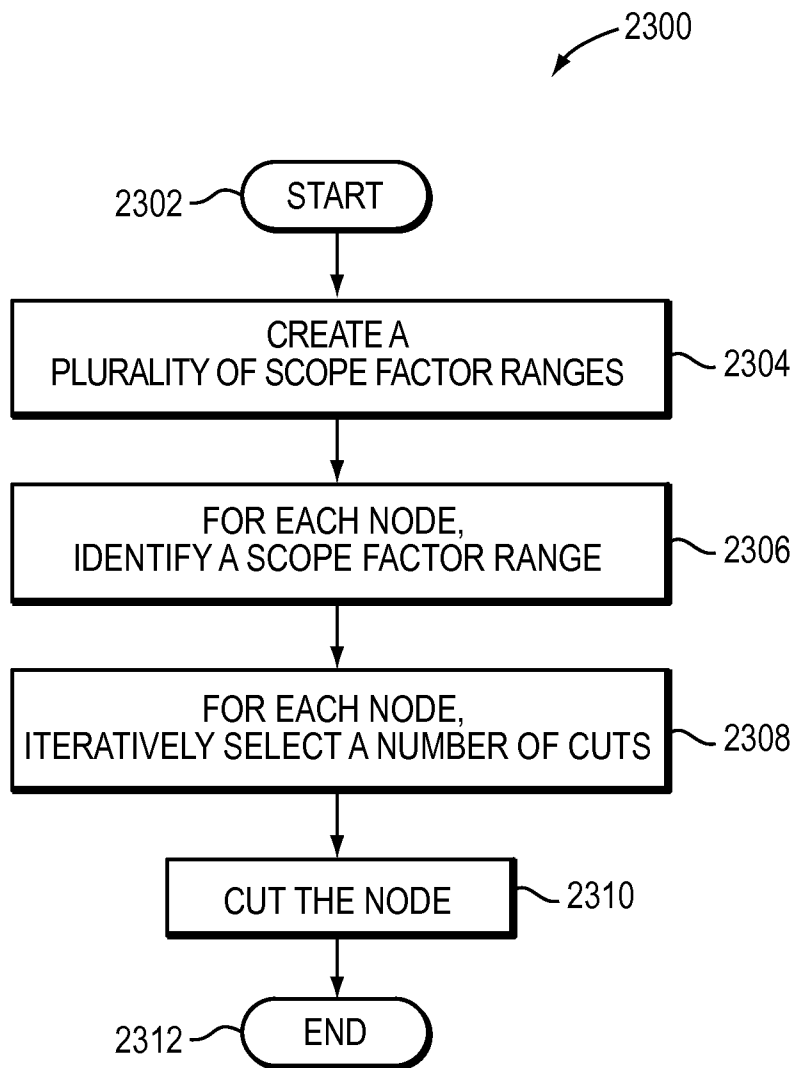 2300
2302
START
CREATE A
PLURALITY OF SCOPE FACTOR RANGES
2304
FOR EACH NODE,
IDENTIFY A SCOPE FACTOR RANGE
2306
FOR EACH NODE,
ITERATIVELY SELECT A NUMBER OF CUTS
2308
CUT THE NODE
2310
END
2312